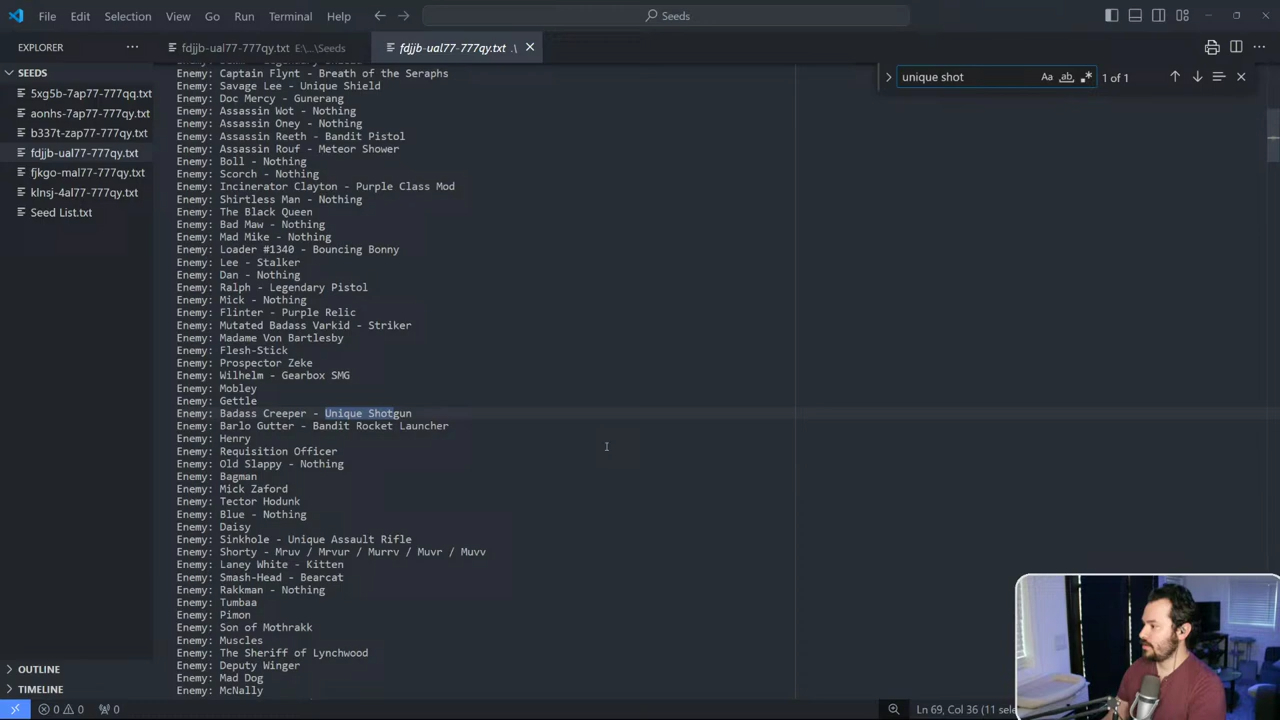 File Edit Selection View Go Run Terminal Help
Seeds
EXPLORER
fdjjb-ual77-777qy.txt E:\...\Seeds
fdjjb-ual77-777qy.txt .\
SEEDS
5xg5b-7ap77-777qq.txt
aonhs-7ap77-777qy.txt
b337t-zap77-777qy.txt
fdjjb-ual77-777qy.txt
fjkgo-mal77-777qy.txt
klnsj-4al77-777qy.txt
Seed List.txt
OUTLINE
TIMELINE
unique shot
Aa ab
1 of 1
Enemy: Captain Flynt - Breath of the Seraphs
Enemy: Savage Lee - Unique Shield
Enemy: Doc Mercy - Gunerang
Enemy: Assassin Wot - Nothing
Enemy: Assassin Oney - Nothing
Enemy: Assassin Reeth - Bandit Pistol
Enemy: Assassin Rouf - Meteor Shower
Enemy: Boll - Nothing
Enemy: Scorch - Nothing
Enemy: Incinerator Clayton - Purple Class Mod
Enemy: Shirtless Man - Nothing
Enemy: The Black Queen
Enemy: Bad Maw - Nothing
Enemy: Mad Mike - Nothing
Enemy: Loader #1340 - Bouncing Bonny
Enemy: Lee - Stalker
Enemy: Dan - Nothing
Enemy: Ralph - Legendary Pistol
Enemy: Mick - Nothing
Enemy: Flinter - Purple Relic
Enemy: Mutated Badass Varkid - Striker
Enemy: Madame Von Bartlesby
Enemy: Flesh-Stick
Enemy: Prospector Zeke
Enemy: Wilhelm - Gearbox SMG
Enemy: Mobley
Enemy: Gettle
Enemy: Badass Creeper - Unique Shotgun
Enemy: Barlo Gutter - Bandit Rocket Launcher
Enemy: Henry
Enemy: Requisition Officer
Enemy: Old Slappy - Nothing
Enemy: Bagman
Enemy: Mick Zaford
Enemy: Tector Hodunk
Enemy: Blue - Nothing
Enemy: Daisy
Enemy: Sinkhole - Unique Assault Rifle
Enemy: Shorty - Mruv / Mrvur / Murrv / Muvr / Muvv
Enemy: Laney White - Kitten
Enemy: Smash-Head - Bearcat
Enemy: Rakkman - Nothing
Enemy: Tumbaa
Enemy: Pimon
Enemy: Son of Mothrakk
Enemy: Muscles
Enemy: The Sheriff of Lynchwood
Enemy: Deputy Winger
Enemy: Mad Dog
Enemy: McNally
0 0 0
Ln 69, Col 36 (11 sele